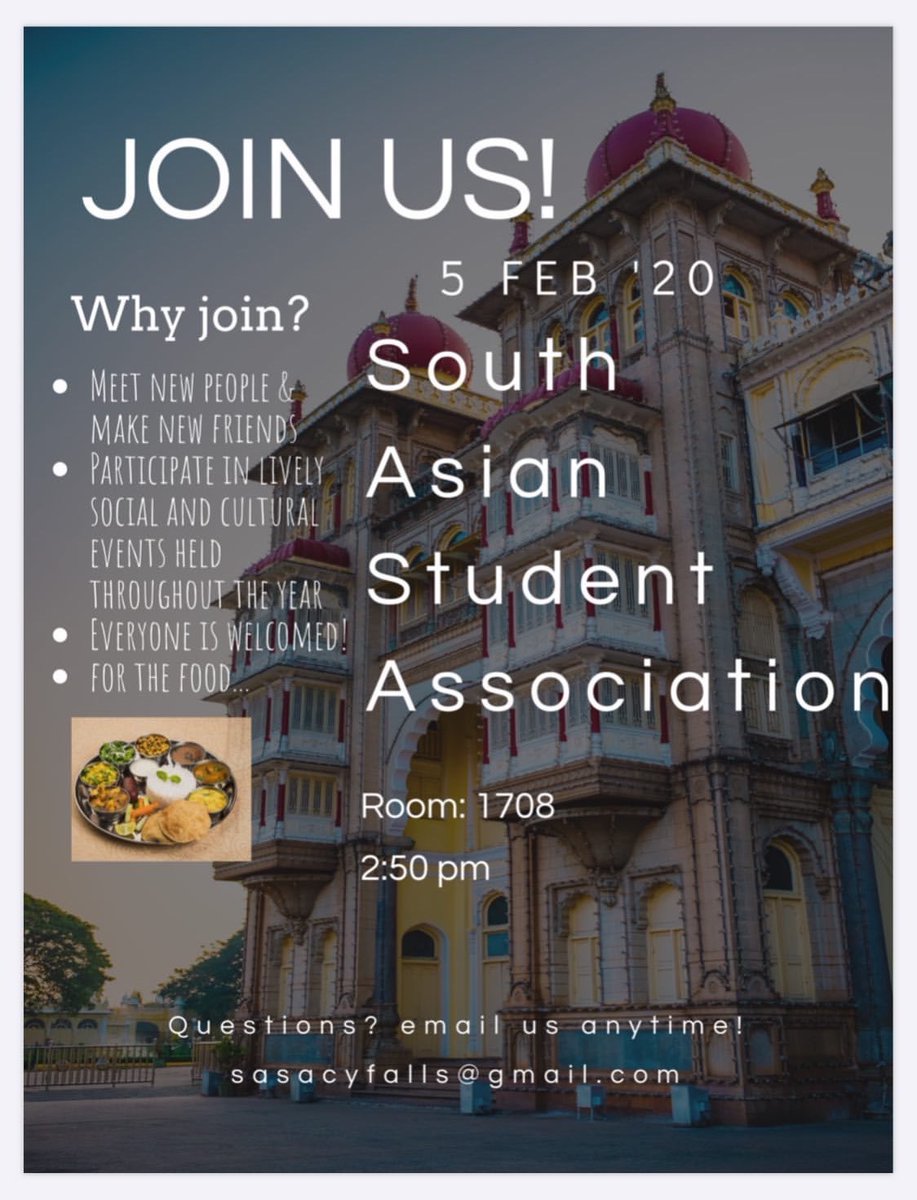 JOIN US!
5 FEB '20
Why join?
MEET NEW PEOPLE &
MAKE NEW FRIENDS
PARTICIPATE IN LIVELY
SOCIAL AND CULTURAL
EVENTS HELD
THROUGHOUT THE YEAR
EVERYONE IS WELCOMED!
FOR THE FOOD...
South
Asian
Student
Association
Room: 1708
2:50 pm
Questions? email us anytime!
sasacyfalls@gmail.com